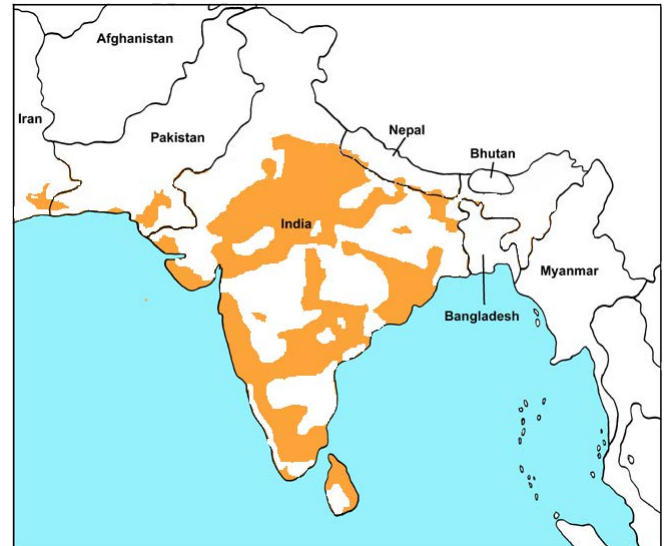 Afghanistan
Iran
Pakistan
Nepal
Bhutan
India
Myanmar
Bangladesh